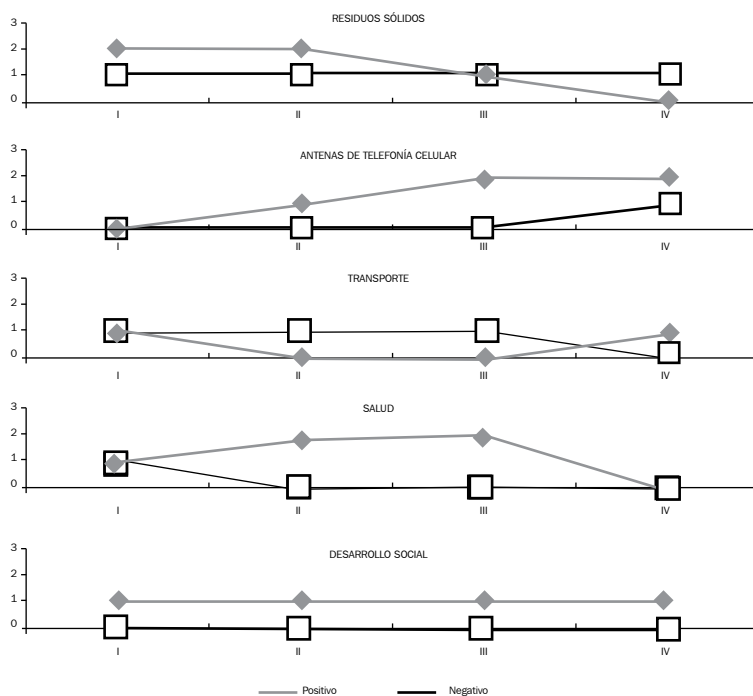 RESIDUOS SÓLIDOS
3
2
1
0
I II III IV
ANTENAS DE TELEFONÍA CELULAR
3
2
1
0
I II III IV
TRANSPORTE
3
2
1
0
I II III IV
SALUD
3
2
1
0
I II III IV
DESARROLLO SOCIAL
3
2
1
0
I II III IV
Positivo Negativo